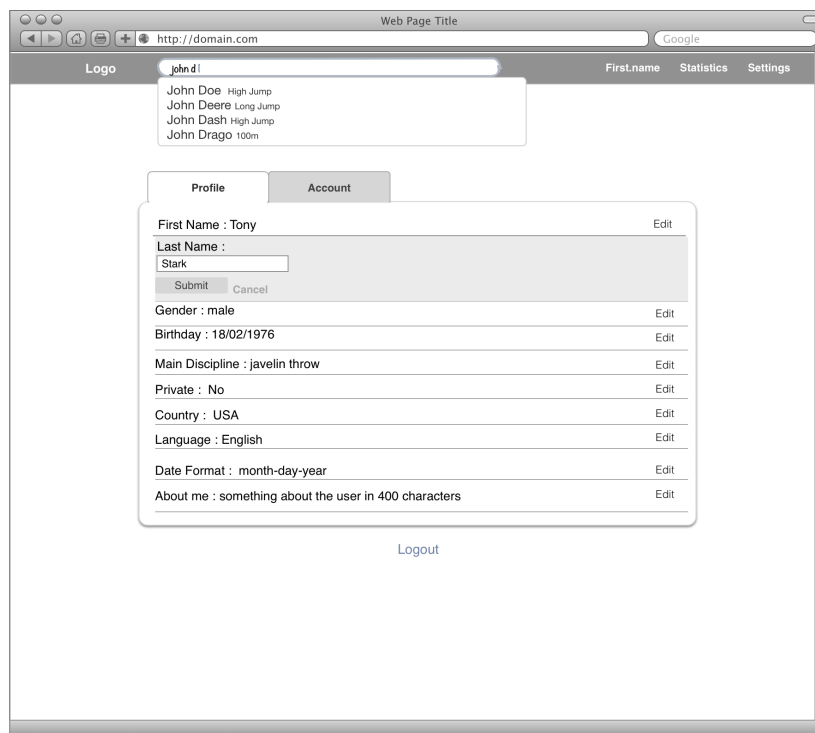 Web Page Title
http://domain.com
Google
Logo
john d
First.name Statistics Settings
John Doe High Jump
John Deere Long Jump
John Dash High Jump
John Drago 100m
Profile
Account
First Name : Tony Edit
Last Name :
Stark
Submit Cancel
Gender : male Edit
Birthday : 18/02/1976 Edit
Main Discipline : javelin throw Edit
Private : No Edit
Country : USA Edit
Language : English Edit
Date Format : month-day-year Edit
About me : something about the user in 400 characters Edit
Logout